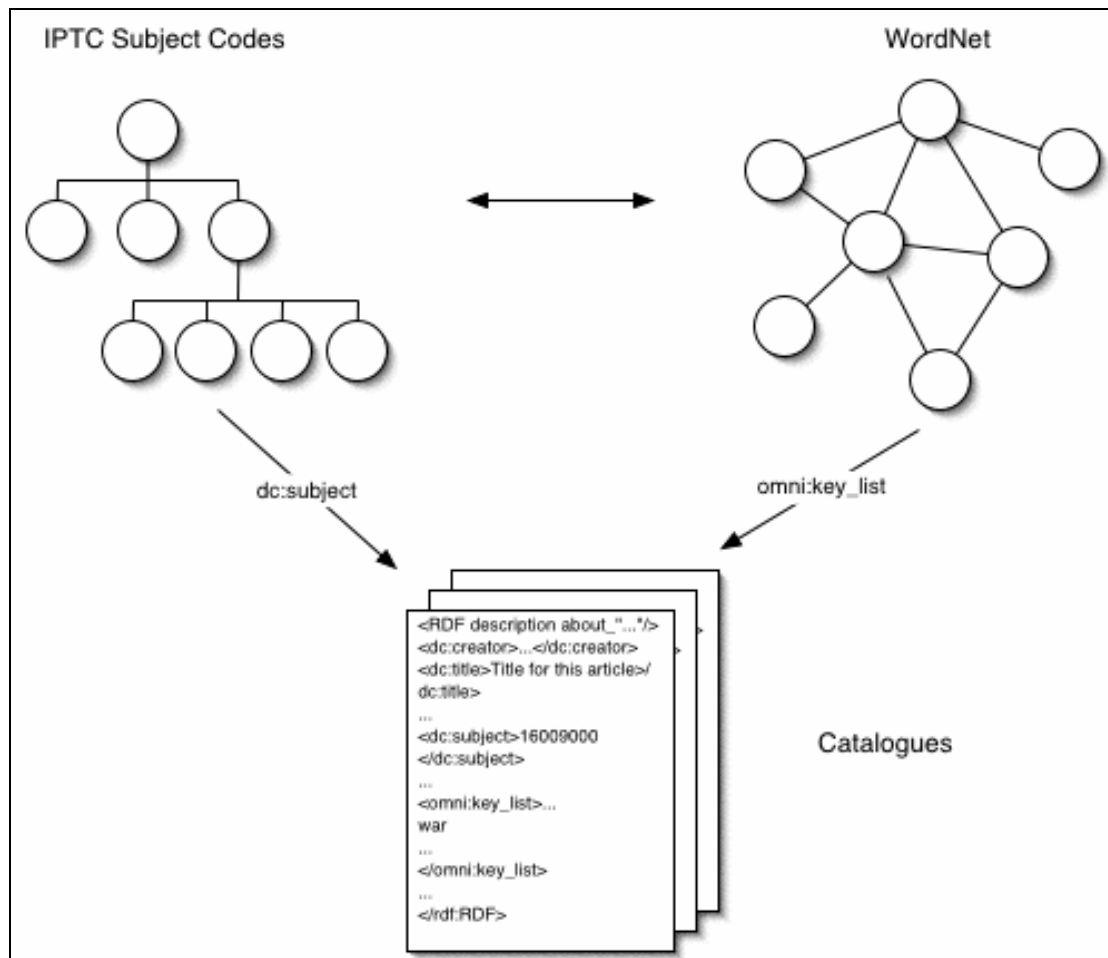 IPTC Subject Codes
WordNet
dc:subject
omni:key_list
<RDF description about_"..."/>
<dc:creator>...</dc:creator>
<dc:title>Title for this article>/
dc:title>
...
<dc:subject>16009000
</dc:subject>
...
<omni:key_list>...
war
...
</omni:key_list>
...
</rdf:RDF>
Catalogues